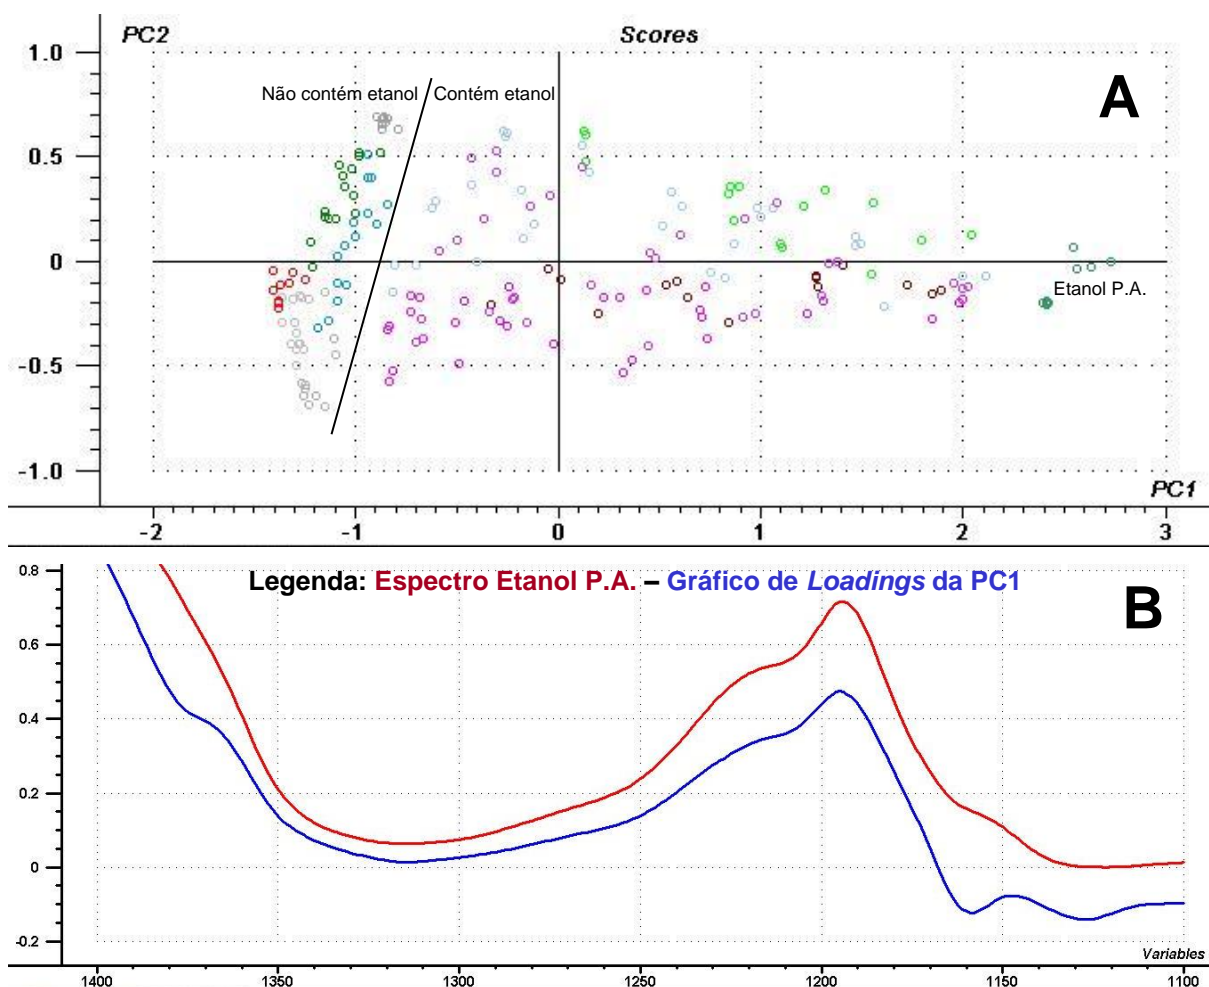 PC2 Scores
A
1.0
Não contém etanol Contém etanol
0.5
0
Etanol P.A.
-0.5
-1.0
PC1
-2 -1 0 1 2 3
Legenda: Espectro Etanol P.A. – Gráfico de Loadings da PC1
B
0.8
0.6
0.4
0.2
0
-0.2
Variables
1400 1350 1300 1250 1200 1150 1100